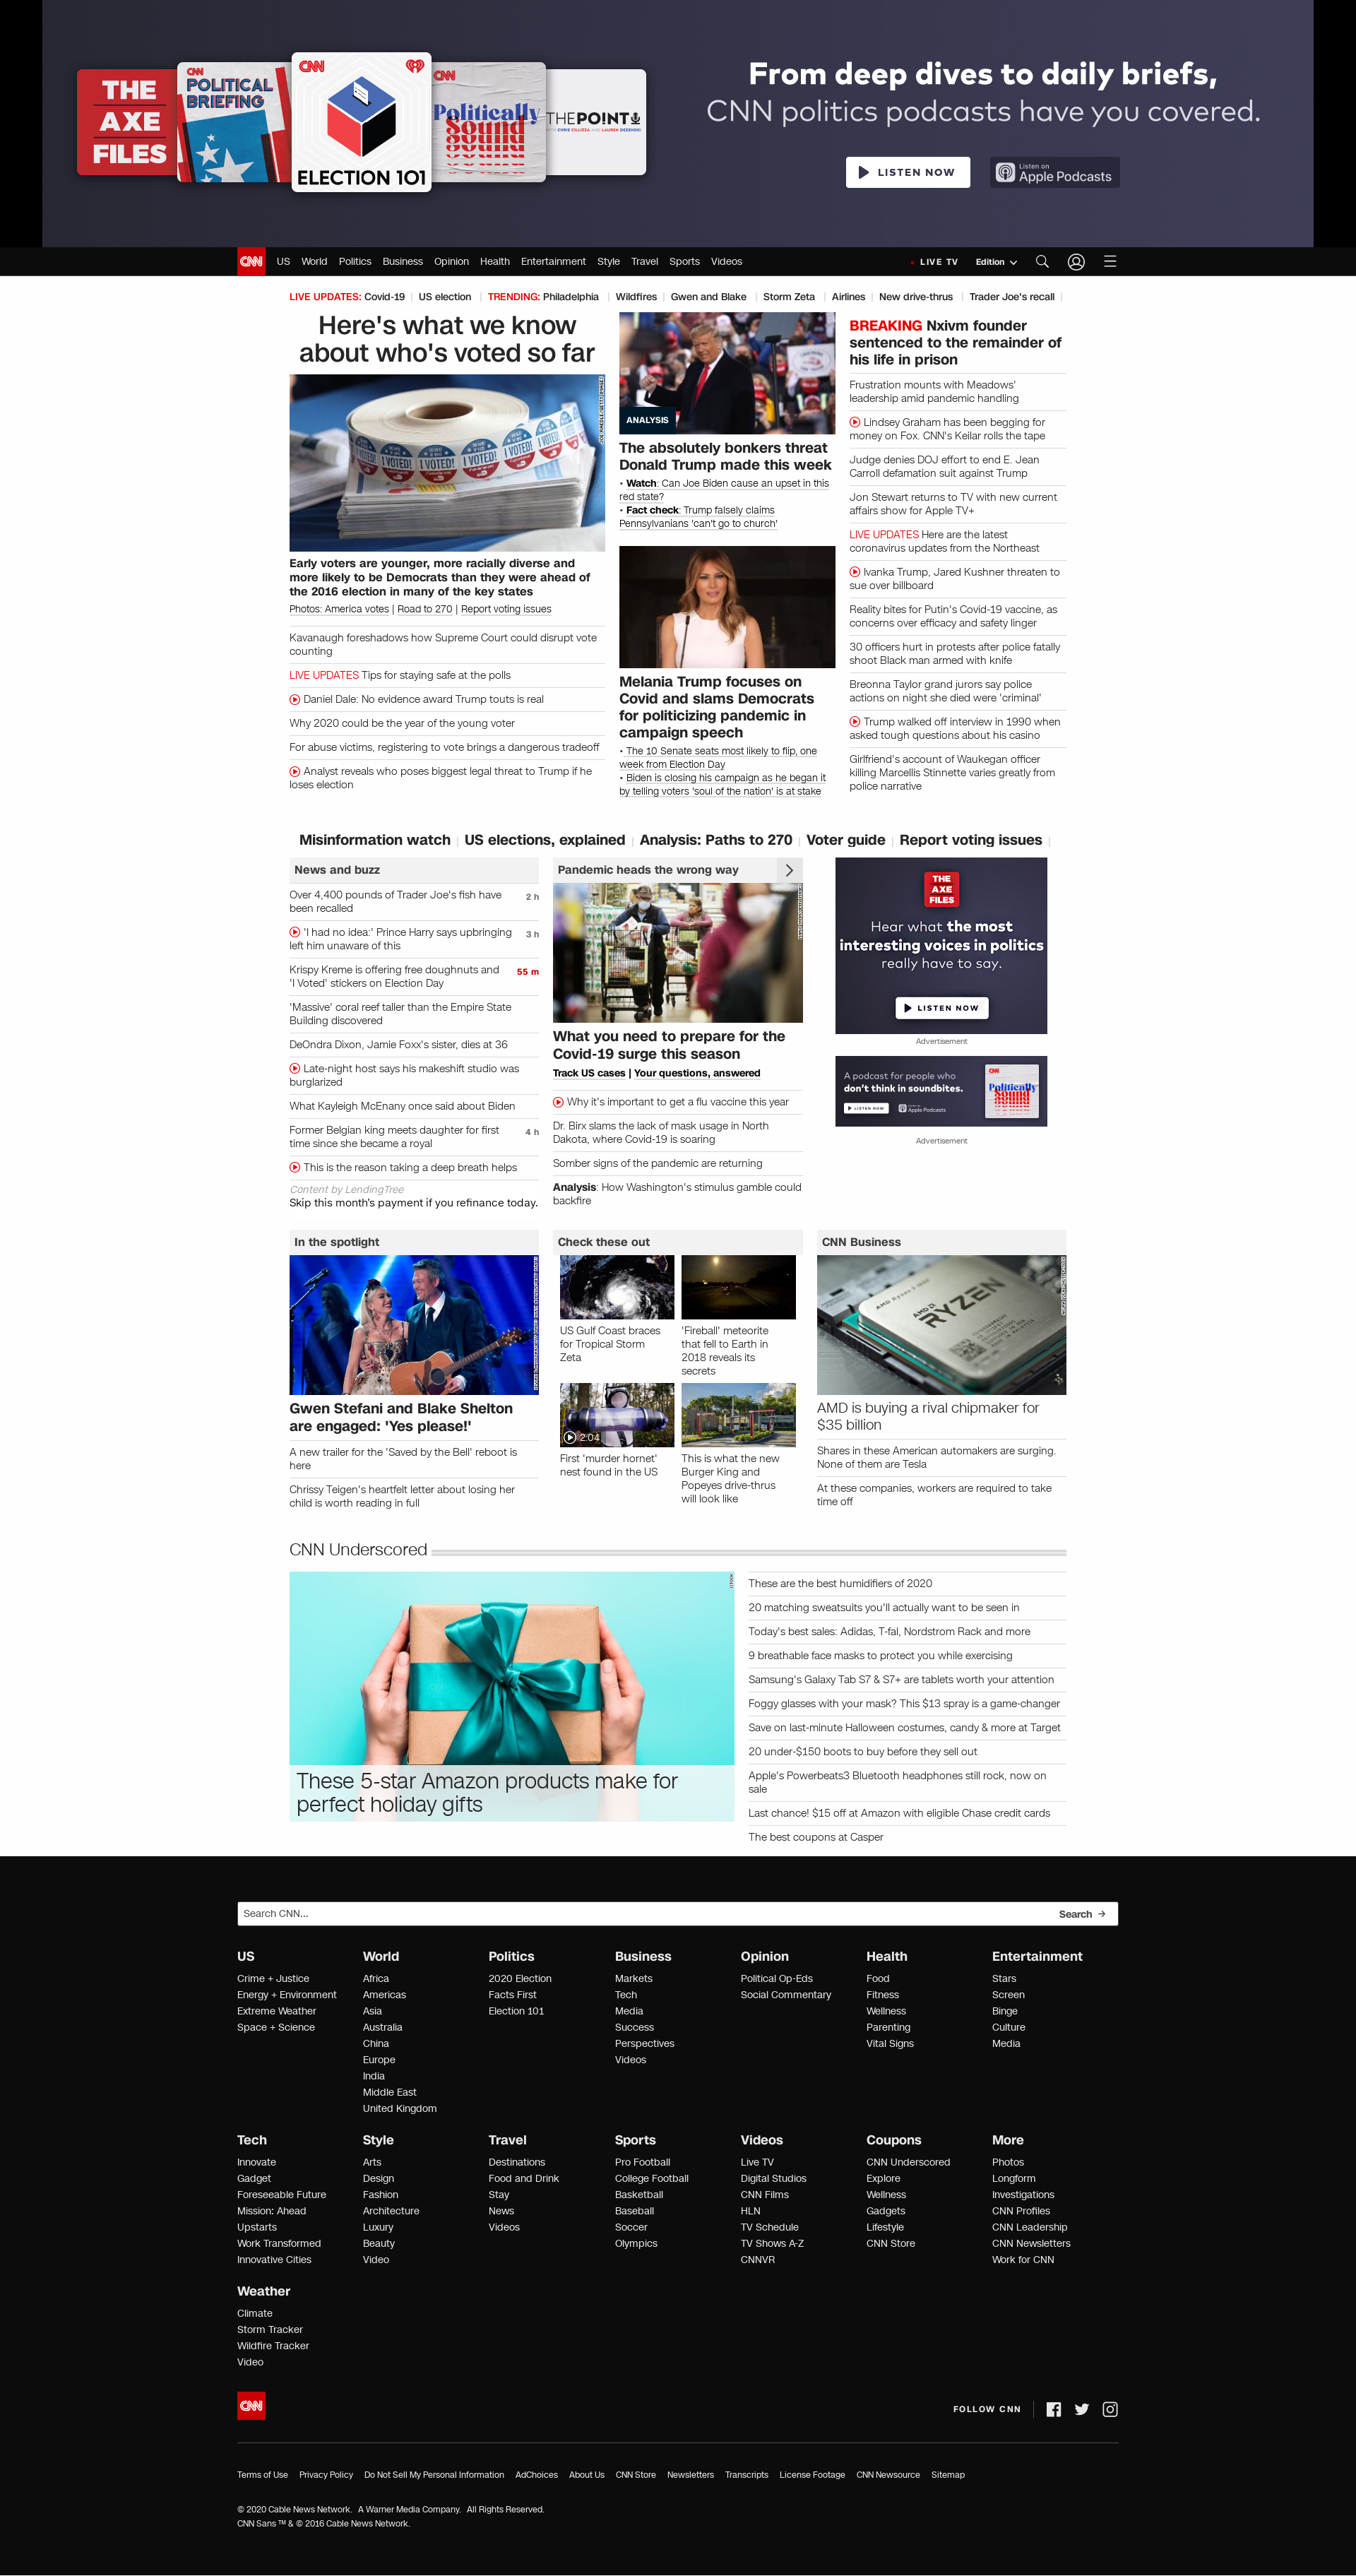 THE AXE FILES
CNN
POLITICAL BRIEFING
CNN
ELECTION 101
CNN
Politically Sound
THE POINT
WITH CHRIS CILLIZZA AND LAUREN DEZENSKI
From deep dives to daily briefs,
CNN politics podcasts have you covered.
LISTEN NOW
Listen on
Apple Podcasts
CNN US World Politics Business Opinion Health Entertainment Style Travel Sports Videos LIVE TV Edition
LIVE UPDATES: Covid-19 | US election | TRENDING: Philadelphia | Wildfires | Gwen and Blake | Storm Zeta | Airlines | New drive-thrus | Trader Joe's recall |
Here's what we know
about who's voted so far
I VOTED!
Early voters are younger, more racially diverse and
more likely to be Democrats than they were ahead of
the 2016 election in many of the key states
Photos: America votes | Road to 270 | Report voting issues
Kavanaugh foreshadows how Supreme Court could disrupt vote
counting
LIVE UPDATES Tips for staying safe at the polls
Daniel Dale: No evidence award Trump touts is real
Why 2020 could be the year of the young voter
For abuse victims, registering to vote brings a dangerous tradeoff
Analyst reveals who poses biggest legal threat to Trump if he
loses election
ANALYSIS
The absolutely bonkers threat
Donald Trump made this week
• Watch: Can Joe Biden cause an upset in this
red state?
• Fact check: Trump falsely claims
Pennsylvanians 'can't go to church'
Melania Trump focuses on
Covid and slams Democrats
for politicizing pandemic in
campaign speech
• The 10 Senate seats most likely to flip, one
week from Election Day
• Biden is closing his campaign as he began it
by telling voters 'soul of the nation' is at stake
BREAKING Nxivm founder
sentenced to the remainder of
his life in prison
Frustration mounts with Meadows'
leadership amid pandemic handling
Lindsey Graham has been begging for
money on Fox. CNN's Keilar rolls the tape
Judge denies DOJ effort to end E. Jean
Carroll defamation suit against Trump
Jon Stewart returns to TV with new current
affairs show for Apple TV+
LIVE UPDATES Here are the latest
coronavirus updates from the Northeast
Ivanka Trump, Jared Kushner threaten to
sue over billboard
Reality bites for Putin's Covid-19 vaccine, as
concerns over efficacy and safety linger
30 officers hurt in protests after police fatally
shoot Black man armed with knife
Breonna Taylor grand jurors say police
actions on night she died were 'criminal'
Trump walked off interview in 1990 when
asked tough questions about his casino
Girlfriend's account of Waukegan officer
killing Marcellis Stinnette varies greatly from
police narrative
Misinformation watch | US elections, explained | Analysis: Paths to 270 | Voter guide | Report voting issues |
News and buzz
Over 4,400 pounds of Trader Joe's fish have
been recalled
2 h
'I had no idea:' Prince Harry says upbringing
left him unaware of this
3 h
Krispy Kreme is offering free doughnuts and
'I Voted' stickers on Election Day
55 m
'Massive' coral reef taller than the Empire State
Building discovered
DeOndra Dixon, Jamie Foxx's sister, dies at 36
Late-night host says his makeshift studio was
burglarized
What Kayleigh McEnany once said about Biden
Former Belgian king meets daughter for first
time since she became a royal
4 h
This is the reason taking a deep breath helps
Content by LendingTree
Skip this month's payment if you refinance today.
Pandemic heads the wrong way
What you need to prepare for the
Covid-19 surge this season
Track US cases | Your questions, answered
Why it's important to get a flu vaccine this year
Dr. Birx slams the lack of mask usage in North
Dakota, where Covid-19 is soaring
Somber signs of the pandemic are returning
Analysis: How Washington's stimulus gamble could
backfire
THE AXE FILES
Hear what the most
interesting voices in politics
really have to say.
LISTEN NOW
Advertisement
A podcast for people who
don't think in soundbites.
LISTEN NOW
Listen on
Apple Podcasts
CNN
Politically Sound
Advertisement
In the spotlight
Gwen Stefani and Blake Shelton
are engaged: 'Yes please!'
A new trailer for the 'Saved by the Bell' reboot is
here
Chrissy Teigen's heartfelt letter about losing her
child is worth reading in full
Check these out
US Gulf Coast braces
for Tropical Storm
Zeta
'Fireball' meteorite
that fell to Earth in
2018 reveals its
secrets
2:04
First 'murder hornet'
nest found in the US
This is what the new
Burger King and
Popeyes drive-thrus
will look like
CNN Business
AMD RYZEN
AMD is buying a rival chipmaker for
$35 billion
Shares in these American automakers are surging.
None of them are Tesla
At these companies, workers are required to take
time off
CNN Underscored
These 5-star Amazon products make for
perfect holiday gifts
These are the best humidifiers of 2020
20 matching sweatsuits you'll actually want to be seen in
Today's best sales: Adidas, T-fal, Nordstrom Rack and more
9 breathable face masks to protect you while exercising
Samsung's Galaxy Tab S7 & S7+ are tablets worth your attention
Foggy glasses with your mask? This $13 spray is a game-changer
Save on last-minute Halloween costumes, candy & more at Target
20 under-$150 boots to buy before they sell out
Apple's Powerbeats3 Bluetooth headphones still rock, now on
sale
Last chance! $15 off at Amazon with eligible Chase credit cards
The best coupons at Casper
Search CNN...
Search →
US
Crime + Justice
Energy + Environment
Extreme Weather
Space + Science
World
Africa
Americas
Asia
Australia
China
Europe
India
Middle East
United Kingdom
Politics
2020 Election
Facts First
Election 101
Business
Markets
Tech
Media
Success
Perspectives
Videos
Opinion
Political Op-Eds
Social Commentary
Health
Food
Fitness
Wellness
Parenting
Vital Signs
Entertainment
Stars
Screen
Binge
Culture
Media
Tech
Innovate
Gadget
Foreseeable Future
Mission: Ahead
Upstarts
Work Transformed
Innovative Cities
Style
Arts
Design
Fashion
Architecture
Luxury
Beauty
Video
Travel
Destinations
Food and Drink
Stay
News
Videos
Sports
Pro Football
College Football
Basketball
Baseball
Soccer
Olympics
Videos
Live TV
Digital Studios
CNN Films
HLN
TV Schedule
TV Shows A-Z
CNNVR
Coupons
CNN Underscored
Explore
Wellness
Gadgets
Lifestyle
CNN Store
More
Photos
Longform
Investigations
CNN Profiles
CNN Leadership
CNN Newsletters
Work for CNN
Weather
Climate
Storm Tracker
Wildfire Tracker
Video
CNN
FOLLOW CNN
Terms of Use Privacy Policy Do Not Sell My Personal Information AdChoices About Us CNN Store Newsletters Transcripts License Footage CNN Newsource Sitemap
© 2020 Cable News Network. A Warner Media Company. All Rights Reserved.
CNN Sans ™ & © 2016 Cable News Network.